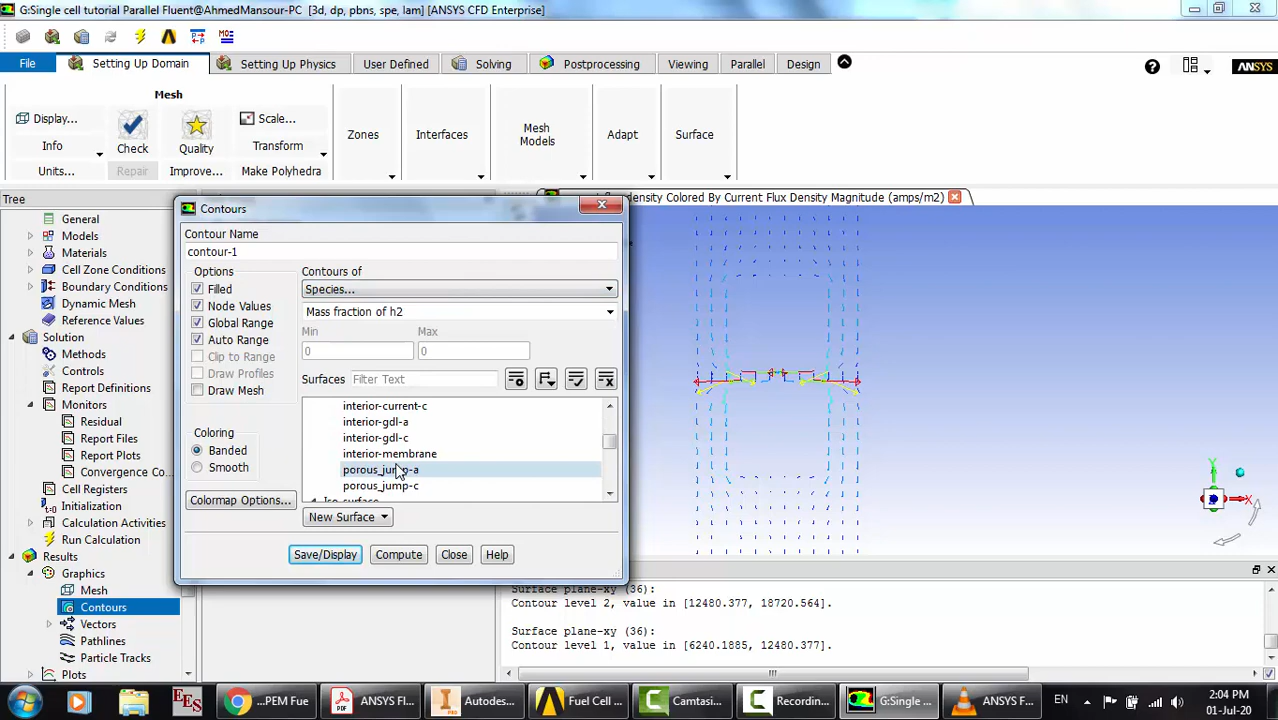 G:Single cell tutorial Parallel Fluent@AhmedMansour-PC [3d, dp, pbns, spe, lam] [ANSYS CFD Enterprise]
File
Setting Up Domain
Setting Up Physics
User Defined
Solving
Postprocessing
Viewing
Parallel
Design
ANSYS
Mesh
Display...
Info
Units...
Check
Repair
Quality
Improve...
Scale...
Transform
Make Polyhedra
Zones
Interfaces
Mesh
Models
Adapt
Surface
Tree
General
Models
Materials
Cell Zone Conditions
Boundary Conditions
Dynamic Mesh
Reference Values
Solution
Methods
Controls
Report Definitions
Monitors
Residual
Report Files
Report Plots
Convergence Co...
Cell Registers
Initialization
Calculation Activities
Run Calculation
Results
Graphics
Mesh
Contours
Vectors
Pathlines
Particle Tracks
Plots
Contours
Contour Name
contour-1
Options
Filled
Node Values
Global Range
Auto Range
Clip to Range
Draw Profiles
Draw Mesh
Coloring
Banded
Smooth
Colormap Options...
Contours of
Species...
Mass fraction of h2
Min
Max
0
0
Surfaces
Filter Text
interior-current-c
interior-gdl-a
interior-gdl-c
interior-membrane
porous_jump-a
porous_jump-c
Iso-surface
New Surface
Save/Display
Compute
Close
Help
density Colored By Current Flux Density Magnitude (amps/m2)
Y
X
Z
Surface plane-xy (36):
Contour level 2, value in [12480.377, 18720.564].
Surface plane-xy (36):
Contour level 1, value in [6240.1885, 12480.377].
EES
...PEM Fue
ANSYS Fl...
Autodes...
Fuel Cell ...
Camtasi...
Recordin...
G:Single ...
ANSYS F...
EN
2:04 PM
01-Jul-20